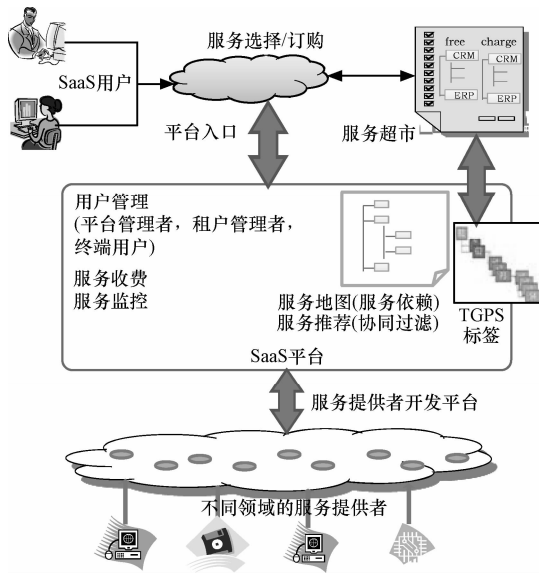 服务选择/订购
SaaS用户
平台入口
free charge
CRM CRM
ERP ERP
服务超市
用户管理
(平台管理者，租户管理者，
终端用户)
服务收费
服务监控
服务地图(服务依赖)
服务推荐(协同过滤)
TGPS
标签
SaaS平台
服务提供者开发平台
不同领域的服务提供者